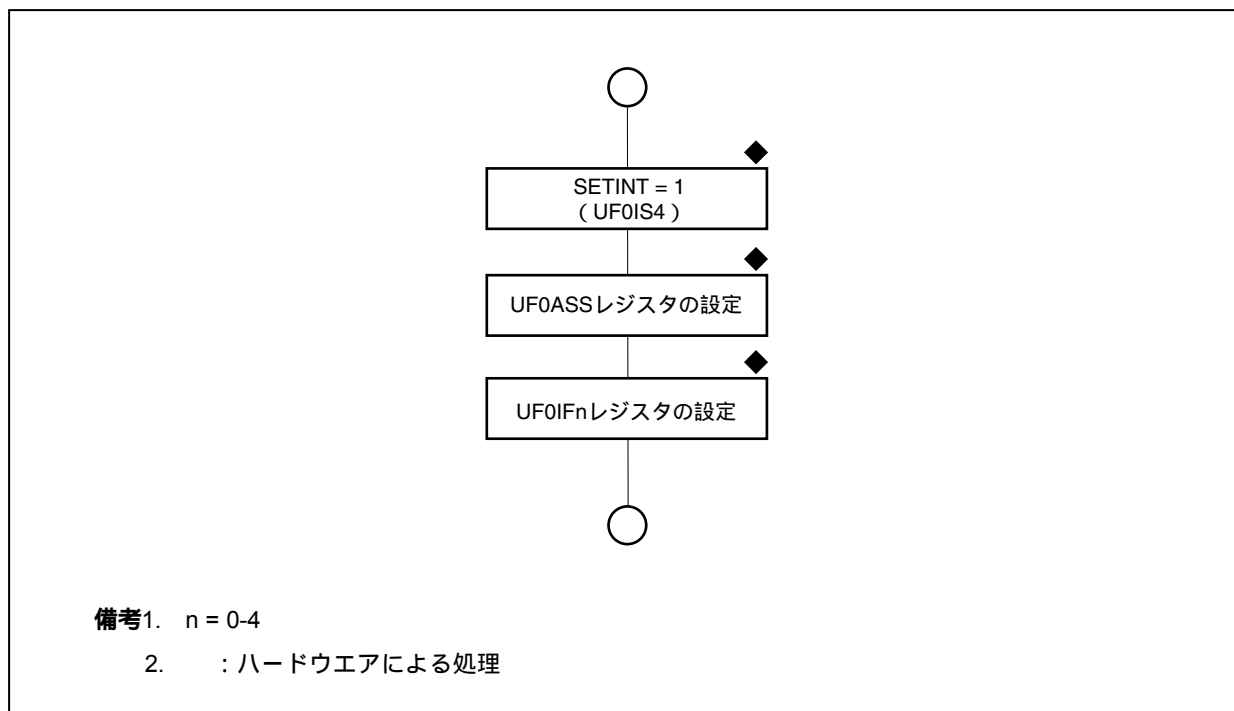 SETINT = 1
（UF0IS4）
UF0ASSレジスタの設定
UF0IFnレジスタの設定
備考1. n = 0-4
2. ：ハードウエアによる処理